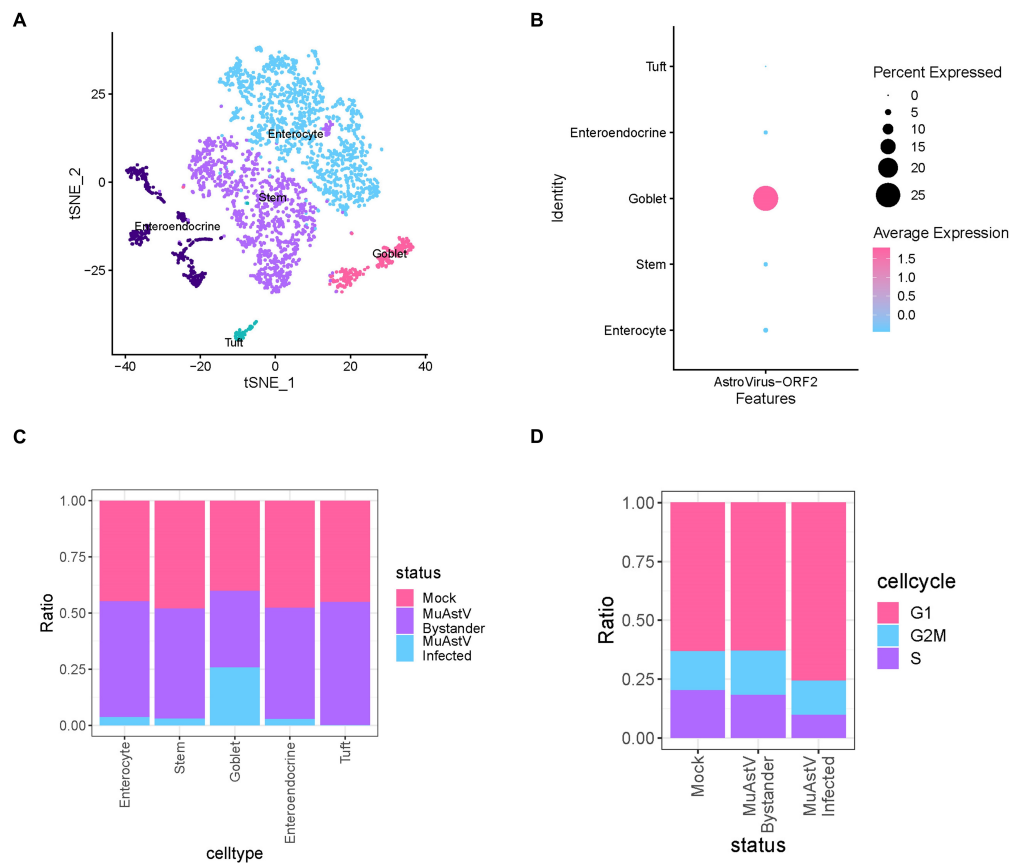 A
25
0
−25
−40
−20
0
20
40
tSNE_1
tSNE_2
Enterocyte
Stem
Enteroendocrine
Goblet
Tuft
B
Tuft
Enteroendocrine
Goblet
Stem
Enterocyte
Identity
AstroVirus−ORF2
Features
Percent Expressed
0
5
10
15
20
25
Average Expression
1.5
1.0
0.5
0.0
C
1.00
0.75
0.50
0.25
0.00
Ratio
Enterocyte
Stem
Goblet
Enteroendocrine
Tuft
celltype
status
Mock
MuAstV
Bystander
MuAstV
Infected
D
1.00
0.75
0.50
0.25
0.00
Ratio
Mock
MuAstV
Bystander
MuAstV
Infected
status
cellcycle
G1
G2M
S